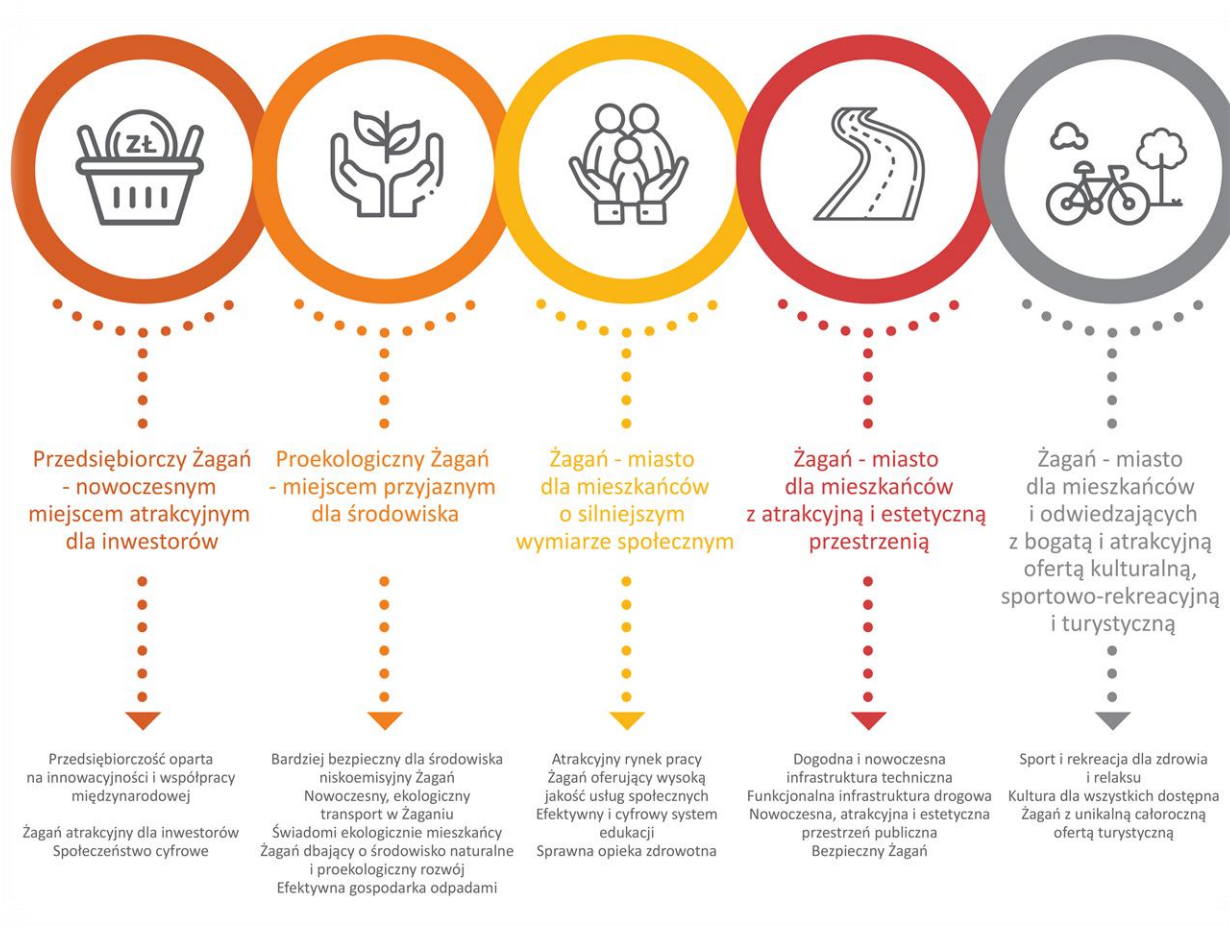 ZŁ
Przedsiębiorczy Żagań
- nowoczesnym
miejscem atrakcyjnym
dla inwestorów
Proekologiczny Żagań
- miejscem przyjaznym
dla środowiska
Żagań - miasto
dla mieszkańców
o silniejszym
wymiarze społecznym
Żagań - miasto
dla mieszkańców
z atrakcyjną i estetyczną
przestrzenią
Żagań - miasto
dla mieszkańców
i odwiedzających
z bogatą i atrakcyjną
ofertą kulturalną,
sportowo-rekreacyjną
i turystyczną
Przedsiębiorczość oparta
na innowacyjności i współpracy
międzynarodowej
Żagań atrakcyjny dla inwestorów
Społeczeństwo cyfrowe
Bardziej bezpieczny dla środowiska
niskoemisyjny Żagań
Nowoczesny, ekologiczny
transport w Żaganiu
Świadomi ekologicznie mieszkańcy
Żagań dbający o środowisko naturalne
i proekologiczny rozwój
Efektywna gospodarka odpadami
Atrakcyjny rynek pracy
Żagań oferujący wysoką
jakość usług społecznych
Efektywny i cyfrowy system
edukacji
Sprawna opieka zdrowotna
Dogodna i nowoczesna
infrastruktura techniczna
Funkcjonalna infrastruktura drogowa
Nowoczesna, atrakcyjna i estetyczna
przestrzeń publiczna
Bezpieczny Żagań
Sport i rekreacja dla zdrowia
i relaksu
Kultura dla wszystkich dostępna
Żagań z unikalną całoroczną
ofertą turystyczną